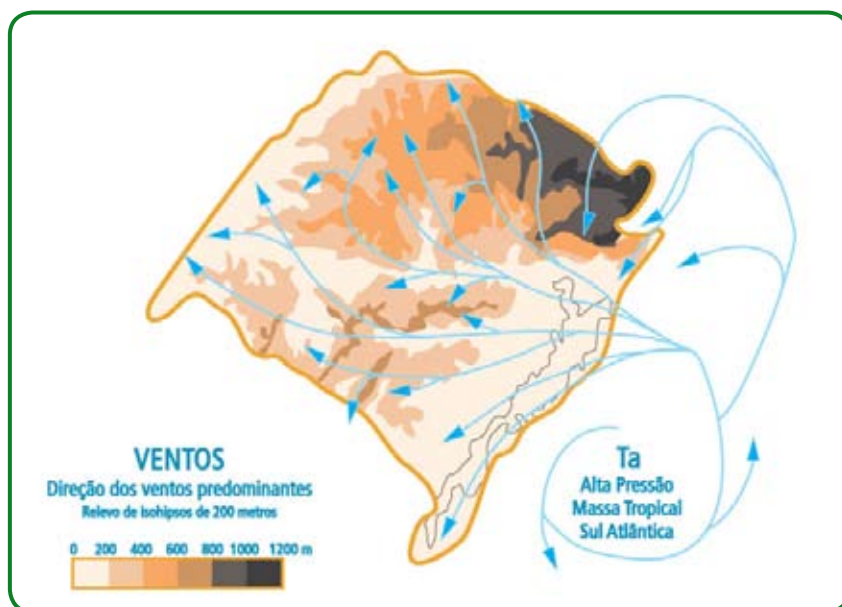 VENTOS
Direção dos ventos predominantes
Relevo de isohipsos de 200 metros
0 200 400 600 800 1000 1200 m
Ta
Alta Pressão
Massa Tropical
Sul Atlântica